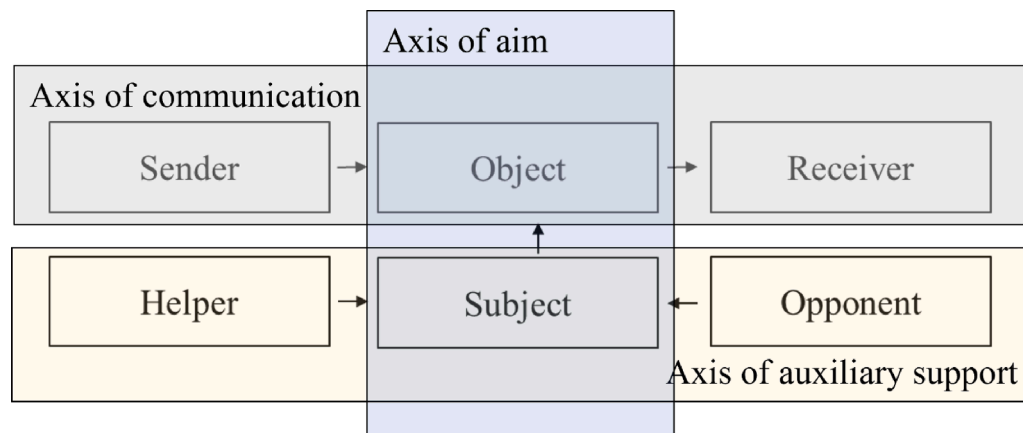 Axis of aim
Axis of communication
Sender
Object
Receiver
Helper
Subject
Opponent
Axis of auxiliary support